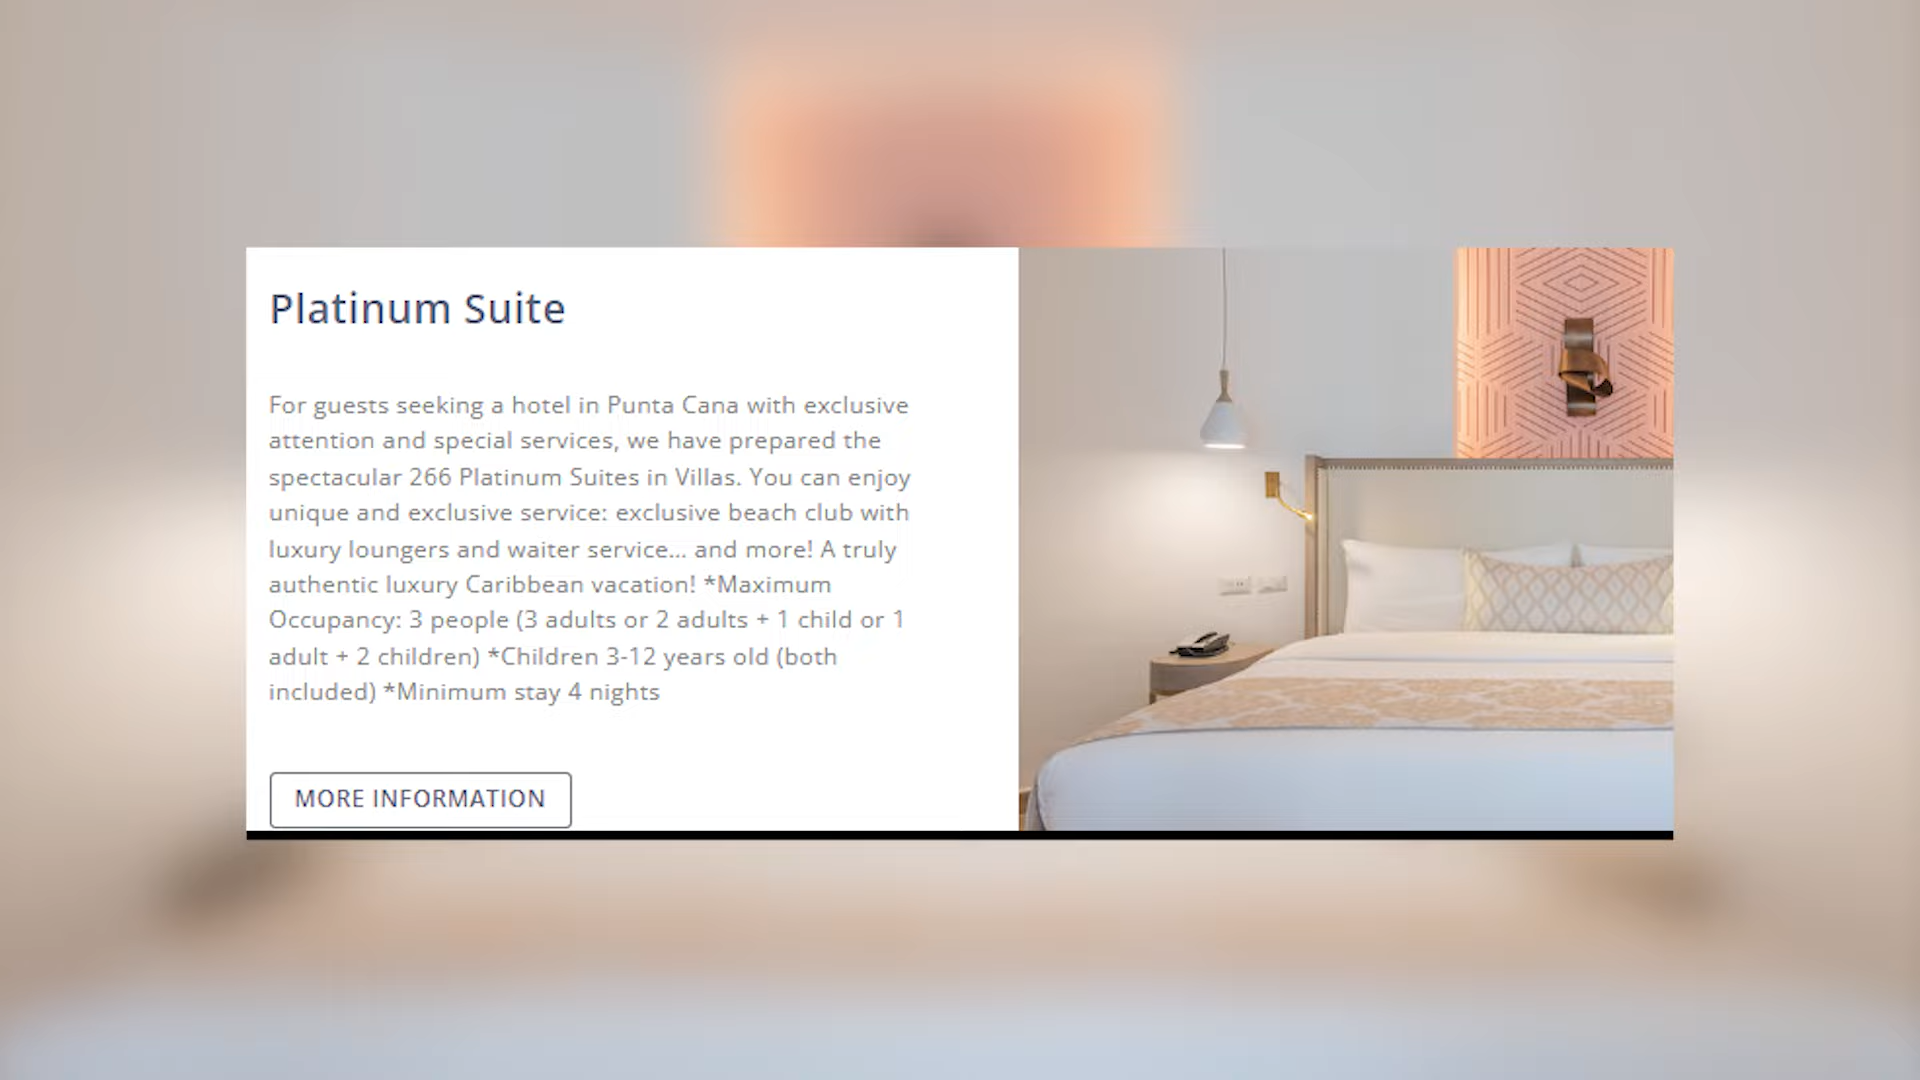 Platinum Suite
For guests seeking a hotel in Punta Cana with exclusive
attention and special services, we have prepared the
spectacular 266 Platinum Suites in Villas. You can enjoy
unique and exclusive service: exclusive beach club with
luxury loungers and waiter service... and more! A truly
authentic luxury Caribbean vacation! *Maximum
Occupancy: 3 people (3 adults or 2 adults + 1 child or 1
adult + 2 children) *Children 3-12 years old (both
included) *Minimum stay 4 nights
MORE INFORMATION